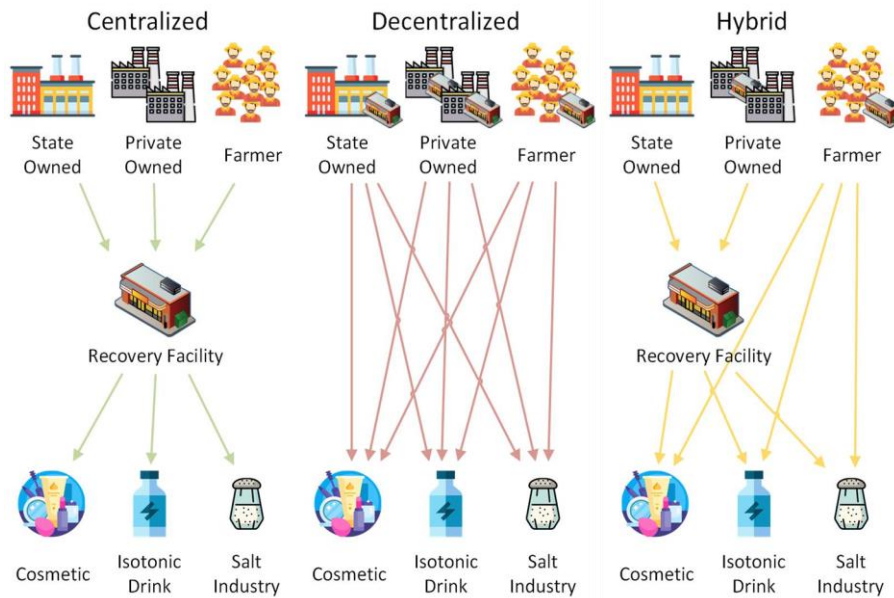 Centralized
State
Owned
Private
Owned
Farmer
Recovery Facility
Cosmetic
Isotonic
Drink
Salt
Industry
Decentralized
State
Owned
Private
Owned
Farmer
Cosmetic
Isotonic
Drink
Salt
Industry
Hybrid
State
Owned
Private
Owned
Farmer
Recovery Facility
Cosmetic
Isotonic
Drink
Salt
Industry